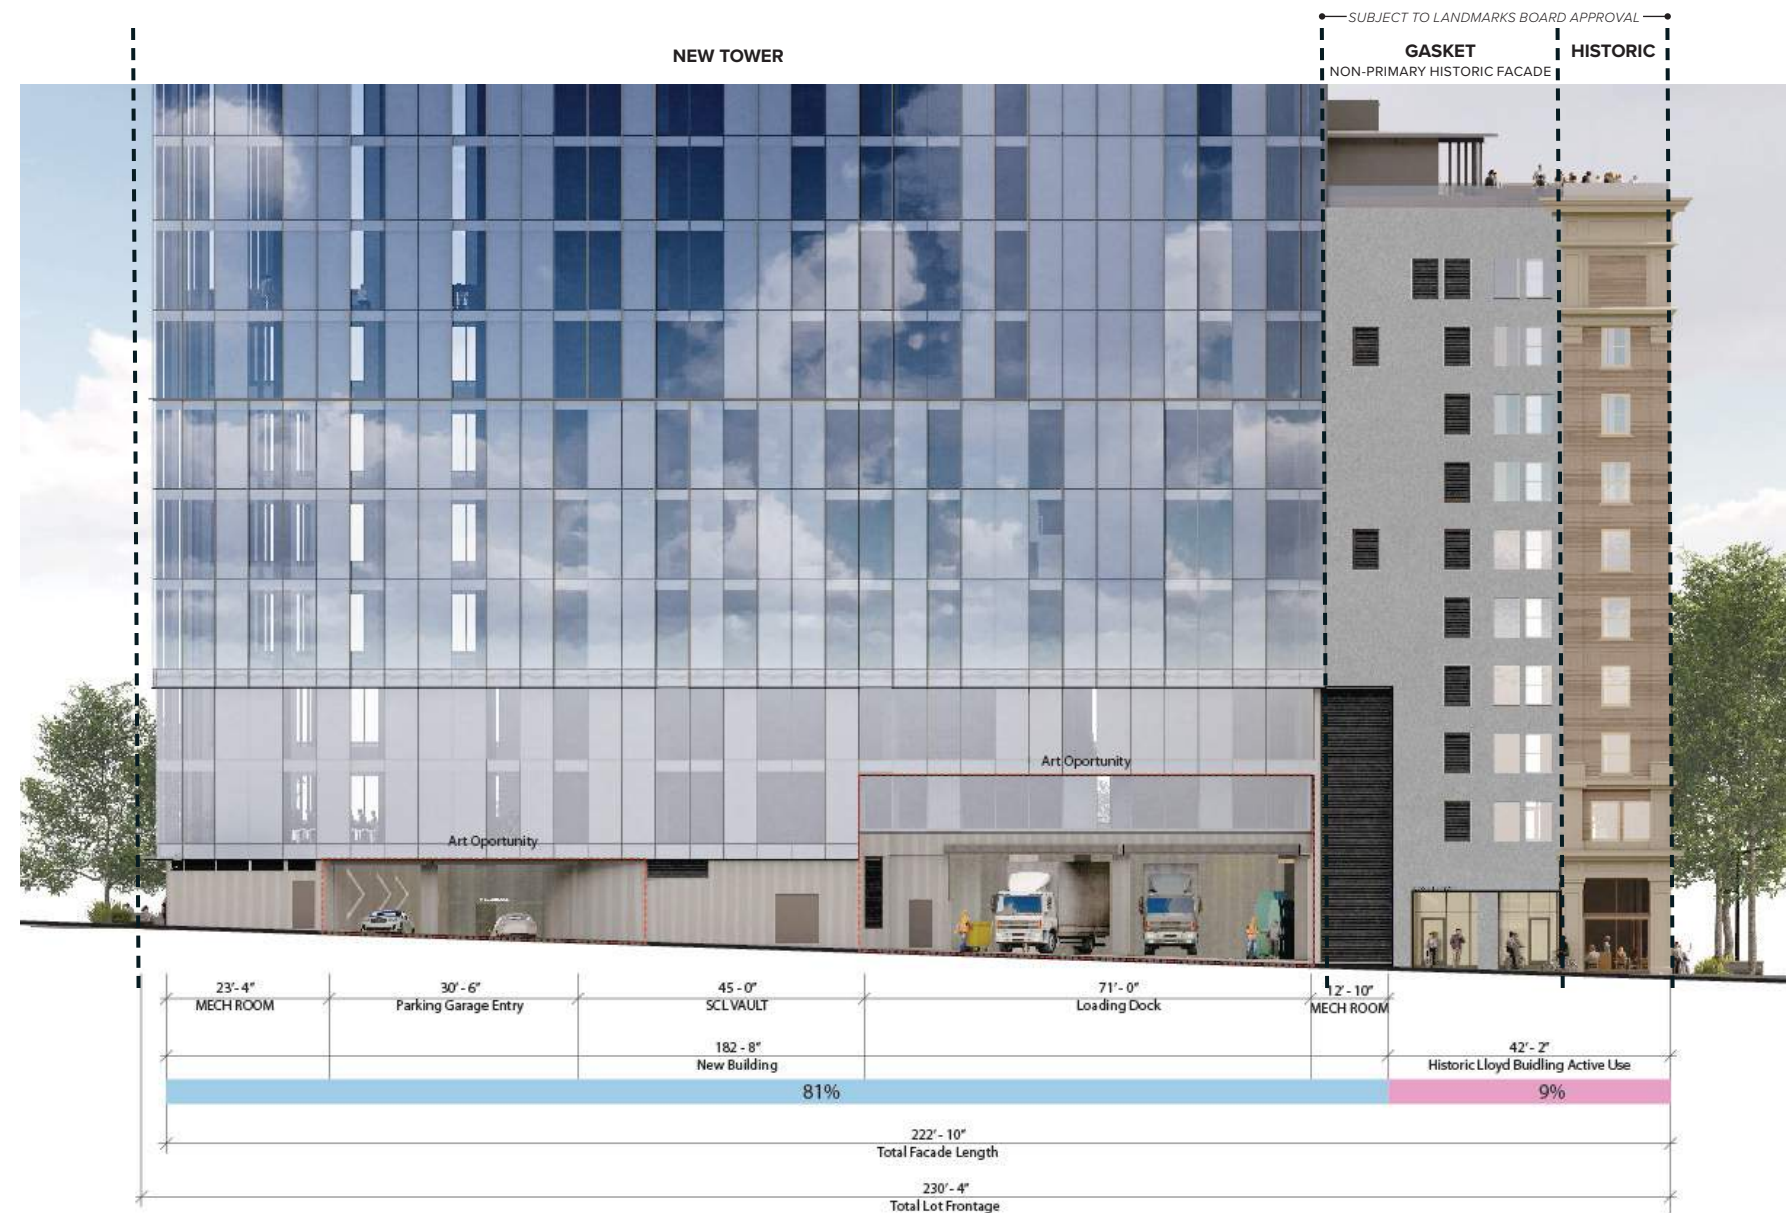 SUBJECT TO LANDMARKS BOARD APPROVAL
NEW TOWER
GASKET
HISTORIC
NON-PRIMARY HISTORIC FACADE
Art Oportunity
Art Oportunity
23'- 4"
30'- 6"
45 - 0"
71'- 0"
12'- 10"
MECH ROOM
Parking Garage Entry
SCL VAULT
Loading Dock
MECH ROOM
182 - 8"
42'- 2"
New Building
Historic Lloyd Buidling Active Use
81%
9%
222'- 10"
Total Facade Length
230'- 4"
Total Lot Frontage